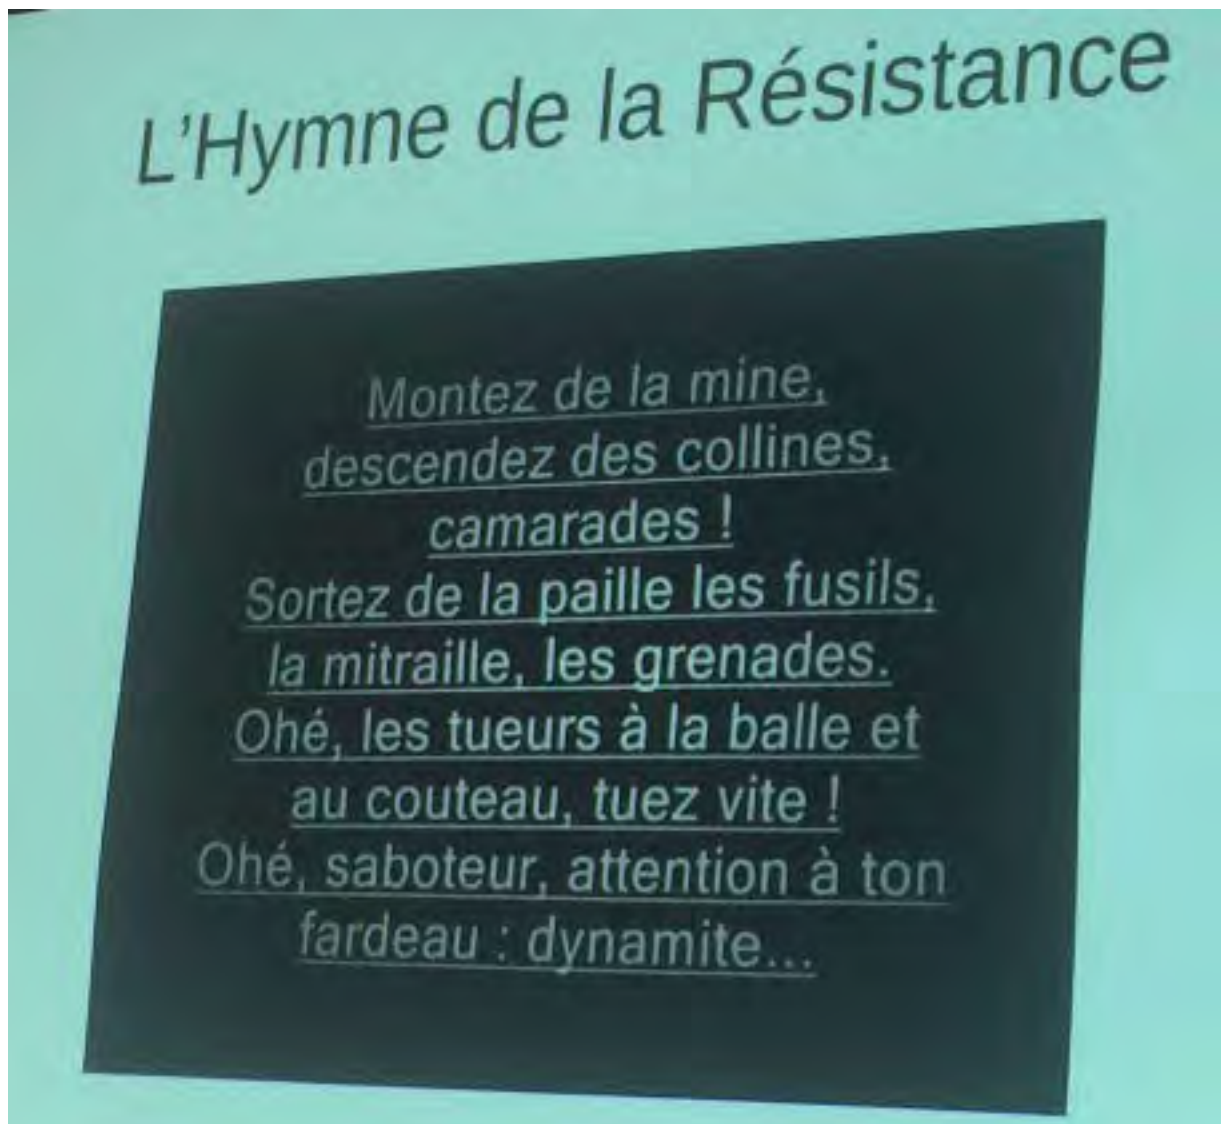 L'Hymne de la Résistance
Montez de la mine,
descendez des collines,
camarades !
Sortez de la paille les fusils,
la mitraille, les grenades.
Ohé, les tueurs à la balle et
au couteau, tuez vite !
Ohé, saboteur, attention à ton
fardeau : dynamite...